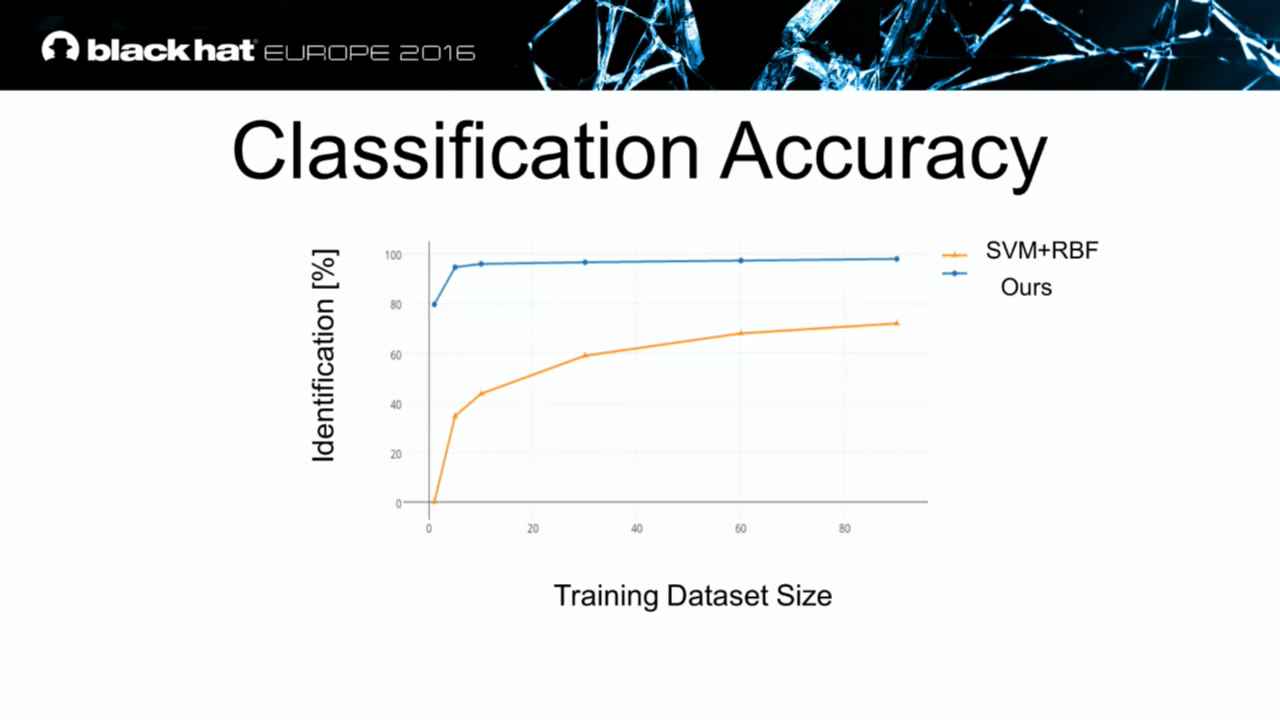 black hat® EUROPE 2016
Classification Accuracy
Identification [%]
100
80
60
40
20
0
0 20 40 60 80
Training Dataset Size
SVM+RBF
Ours